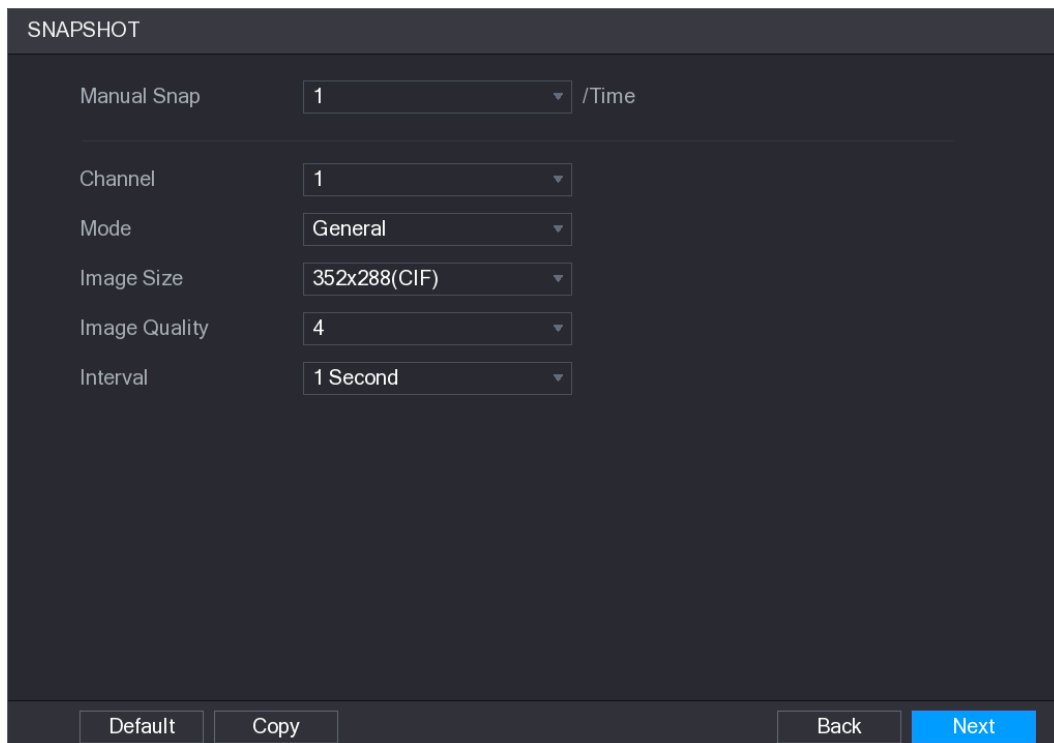 SNAPSHOT
Manual Snap 1 /Time
Channel 1
Mode General
Image Size 352x288(CIF)
Image Quality 4
Interval 1 Second
Default Copy Back Next